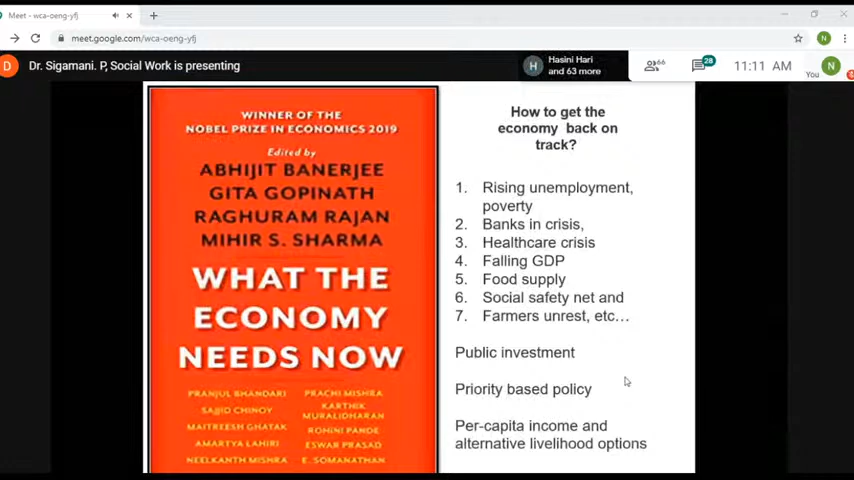 Meet - wca-oeng-yfj
meet.google.com/wca-oeng-yfj
N
D
Dr. Sigamani. P, Social Work is presenting
H
Hasini Hari
and 63 more
66
28
11:11 AM
You
N
WINNER OF THE
NOBEL PRIZE IN ECONOMICS 2019
Edited by
ABHIJIT BANERJEE
GITA GOPINATH
RAGHURAM RAJAN
MIHIR S. SHARMA
WHAT THE
ECONOMY
NEEDS NOW
PRANJUL BHANDARI
SAJJID CHINOY
MAITREESH GHATAK
AMARTYA LAHIRI
NEELKANTH MISHRA
PRACHI MISHRA
KARTHIK
MURALIDHARAN
ROHINI PANDE
ESWAR PRASAD
E. SOMANATHAN
How to get the
economy back on
track?
1. Rising unemployment,
poverty
2. Banks in crisis,
3. Healthcare crisis
4. Falling GDP
5. Food supply
6. Social safety net and
7. Farmers unrest, etc…
Public investment
Priority based policy
Per-capita income and
alternative livelihood options